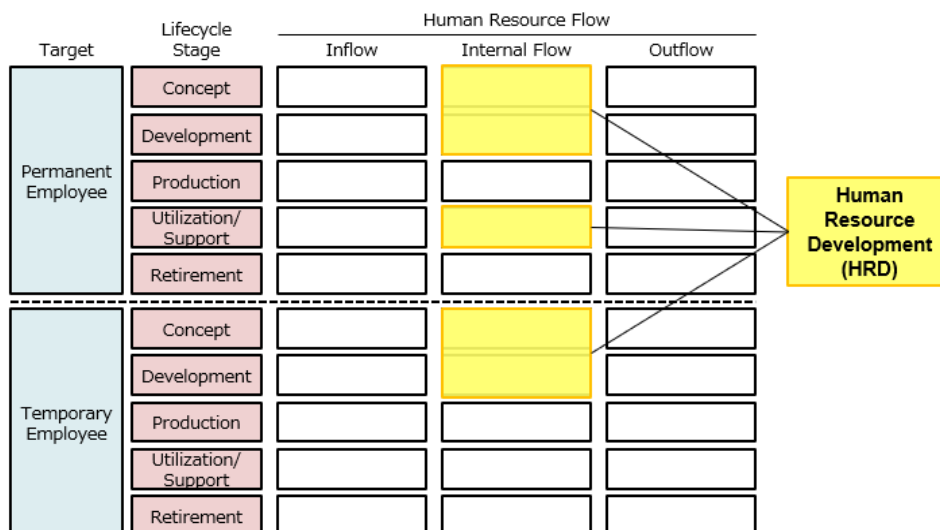 Human Resource Flow
Target
Lifecycle
Stage
Inflow
Internal Flow
Outflow
Permanent
Employee
Concept
Development
Production
Utilization/
Support
Retirement
Temporary
Employee
Concept
Development
Production
Utilization/
Support
Retirement
Human
Resource
Development
(HRD)